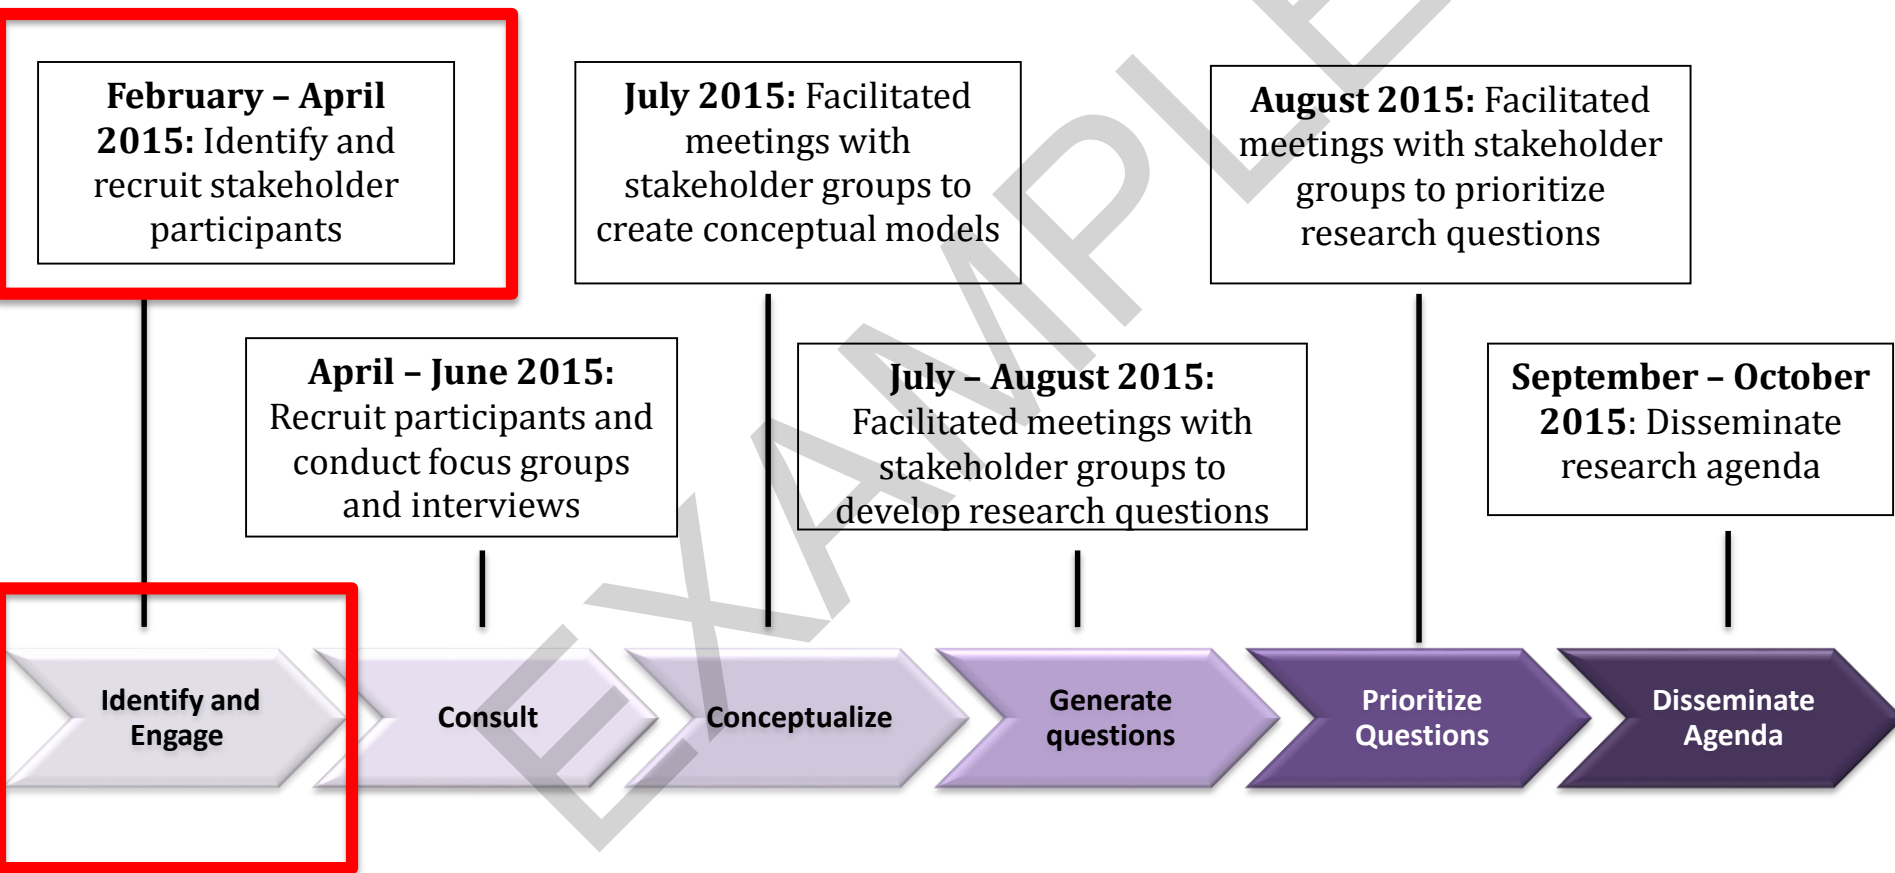 February – April
2015: Identify and
recruit stakeholder
participants
July 2015: Facilitated
meetings with
stakeholder groups to
create conceptual models
August 2015: Facilitated
meetings with stakeholder
groups to prioritize
research questions
April – June 2015:
Recruit participants and
conduct focus groups
and interviews
July – August 2015:
Facilitated meetings with
stakeholder groups to
develop research questions
September – October
2015: Disseminate
research agenda
Identify and
Engage
Consult
Conceptualize
Generate
questions
Prioritize
Questions
Disseminate
Agenda
EXAMPLE